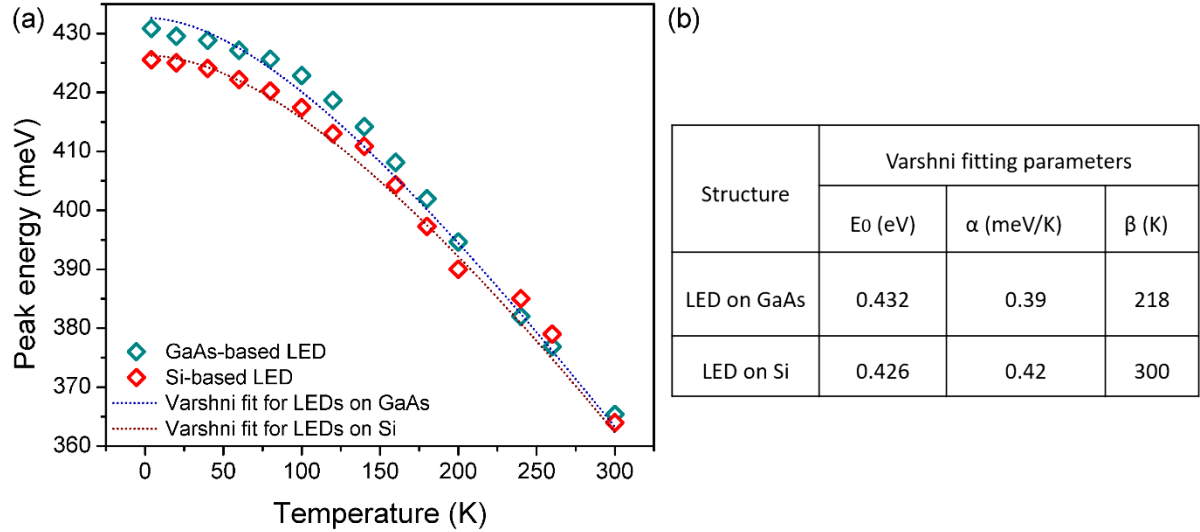 (a)
Peak energy (meV)
430
420
410
400
390
380
370
360
0
50
100
150
200
250
300
Temperature (K)
GaAs-based LED
Si-based LED
Varshni fit for LEDs on GaAs
Varshni fit for LEDs on Si
(b)
Structure
Varshni fitting parameters
E0 (eV)
α (meV/K)
β (K)
LED on GaAs
0.432
0.39
218
LED on Si
0.426
0.42
300